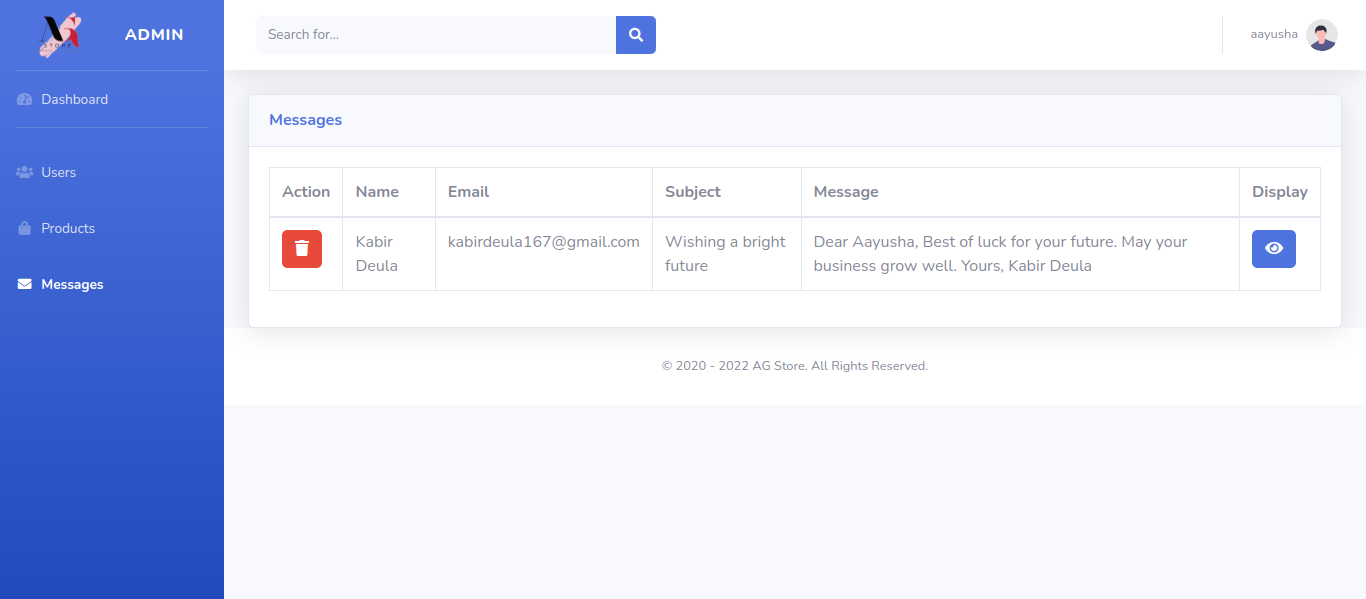 AG
STORE
ADMIN
Search for...
aayusha
Dashboard
Users
Products
Messages
Messages
Action Name Email Subject Message Display
Kabir kabirdeula167@gmail.com Wishing a bright Dear Aayusha, Best of luck for your future. May your
Deula future business grow well. Yours, Kabir Deula
© 2020 - 2022 AG Store. All Rights Reserved.